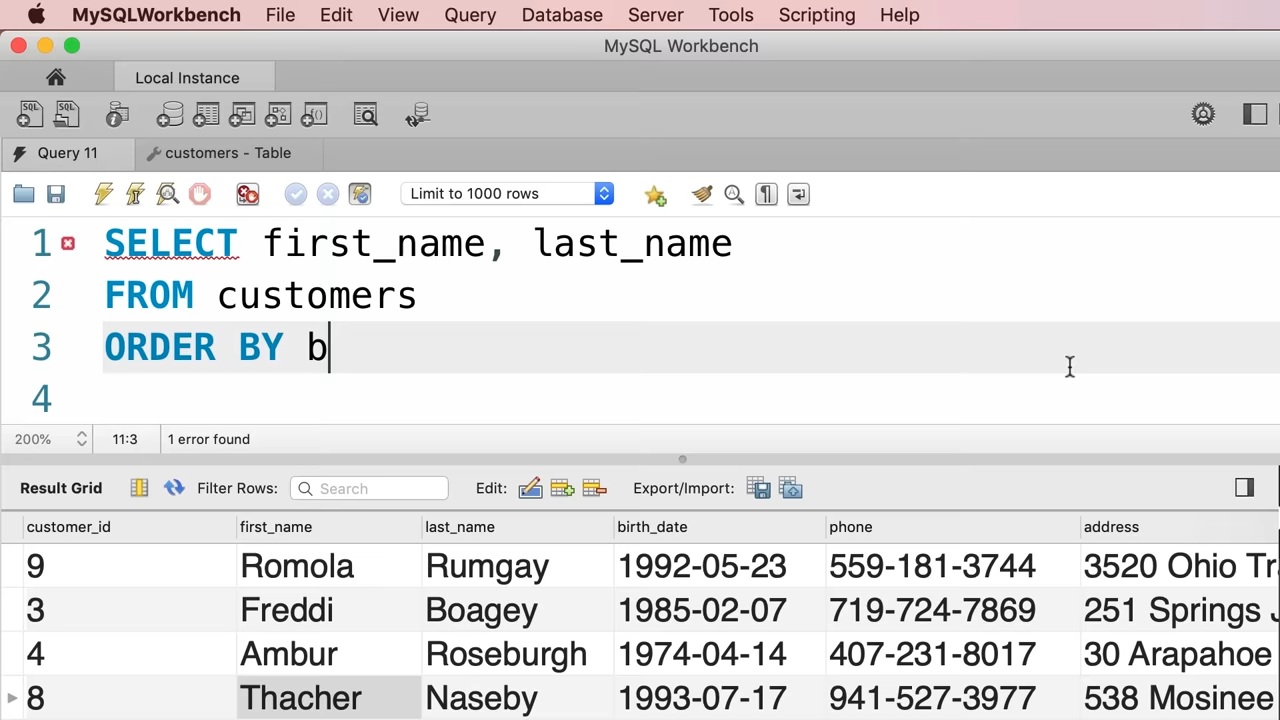 MySQLWorkbench File Edit View Query Database Server Tools Scripting Help
MySQL Workbench
Local Instance
SQL SQL
Query 11 customers - Table
Limit to 1000 rows
1 SELECT first_name, last_name
2 FROM customers
3 ORDER BY b
4
200% 11:3 1 error found
Result Grid Filter Rows: Search Edit: Export/Import:
customer_id first_name last_name birth_date phone address
9 Romola Rumgay 1992-05-23 559-181-3744 3520 Ohio
3 Freddi Boagey 1985-02-07 719-724-7869 251 Springs
4 Ambur Roseburgh 1974-04-14 407-231-8017 30 Arapahoe
8 Thacher Naseby 1993-07-17 941-527-3977 538 Mosinee